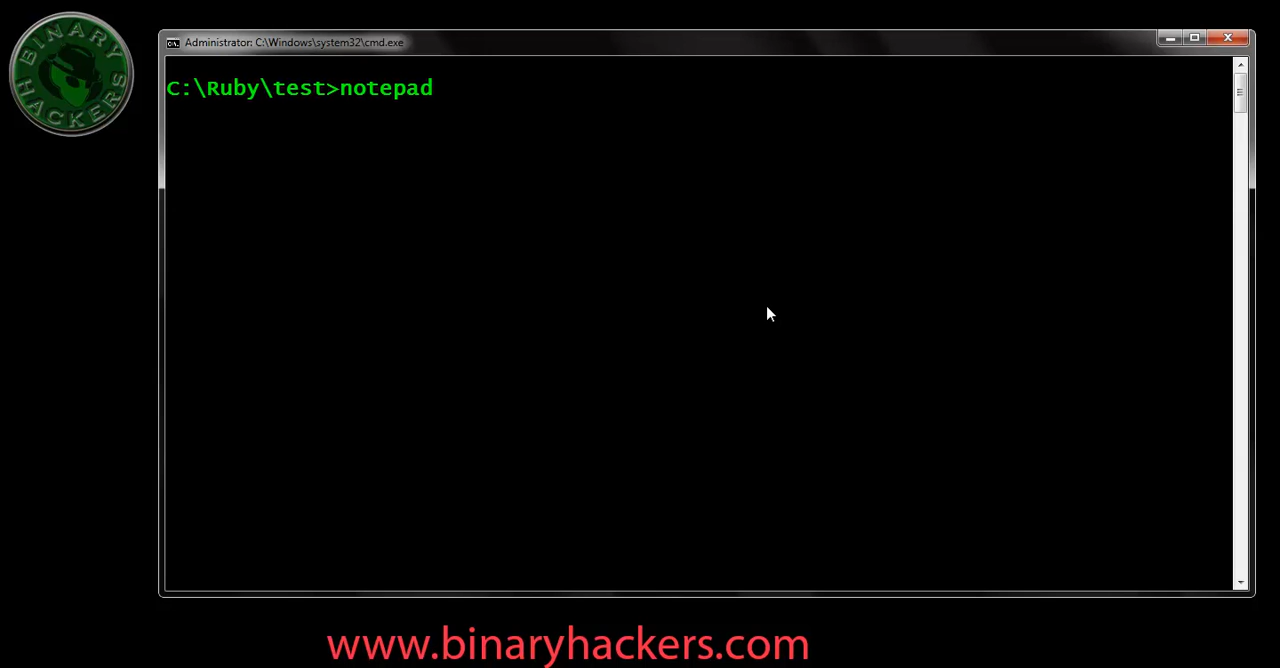 BINARY
HACKERS
Administrator: C:\Windows\system32\cmd.exe
C:\Ruby\test>notepad
www.binaryhackers.com